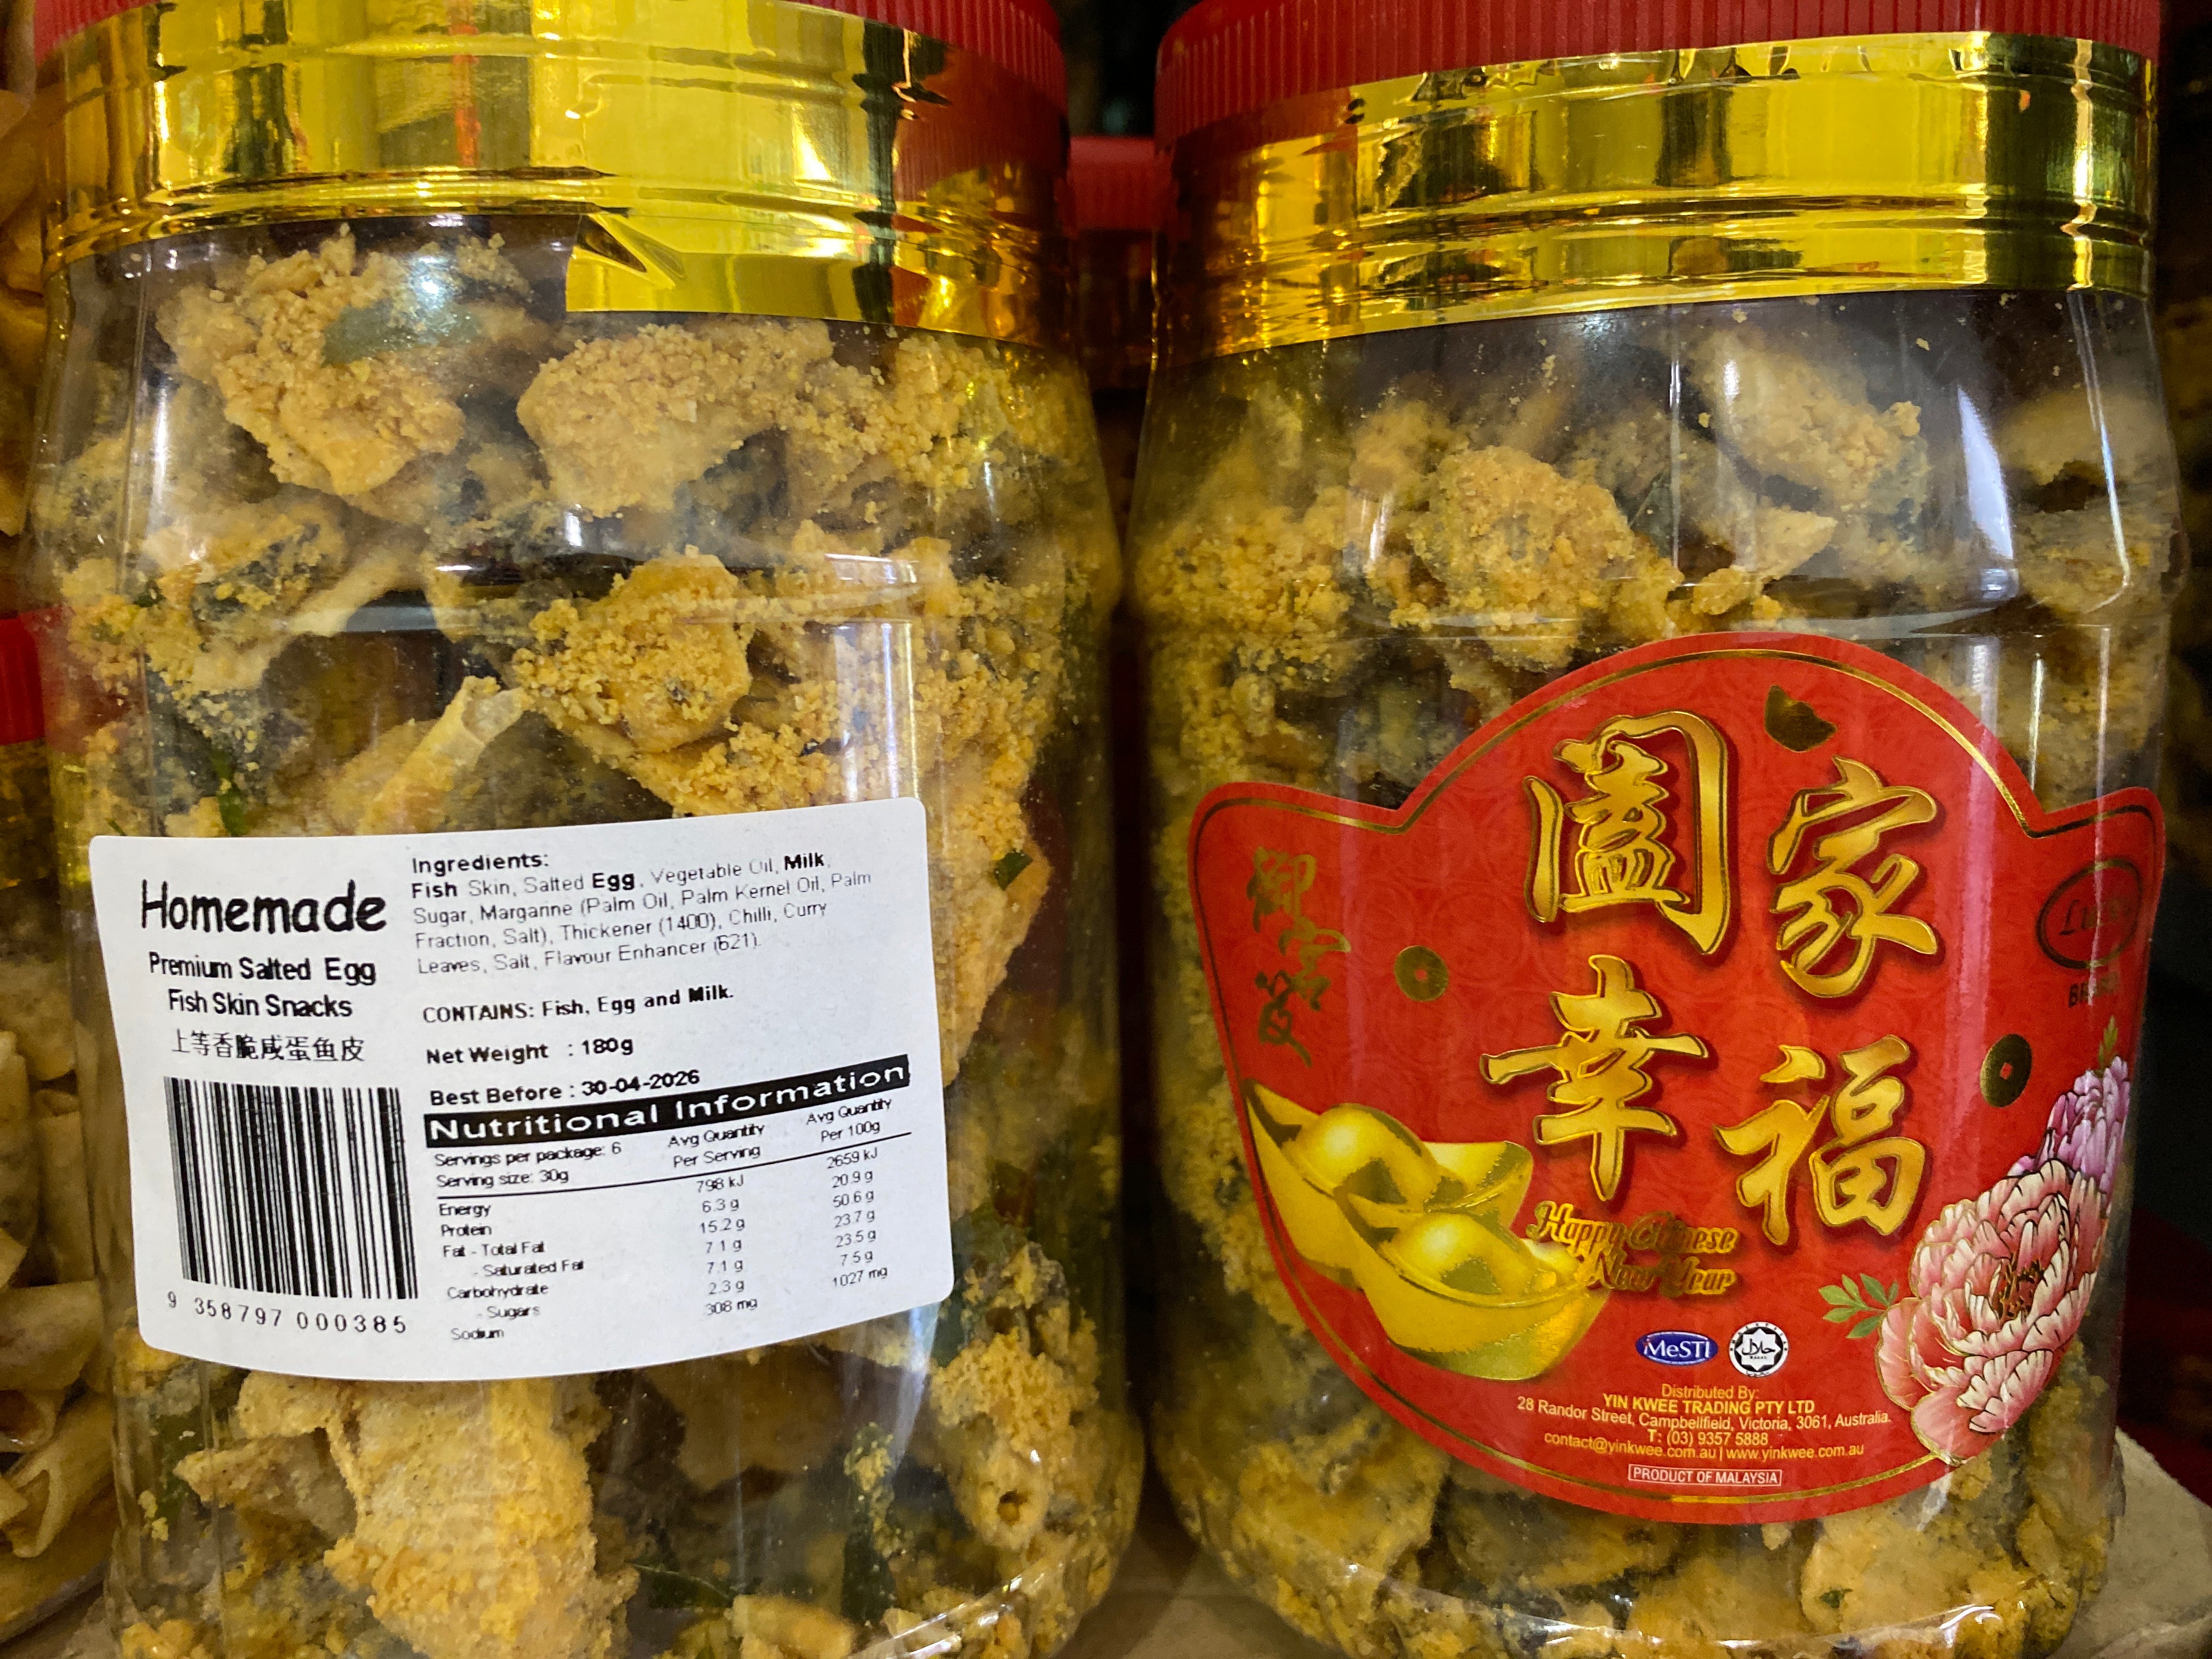 Homemade
Premium Salted Egg
Fish Skin Snacks
上等香脆咸蛋鱼皮
9 358797 000385
Ingredients:
Fish Skin, Salted Egg, Vegetable Oil, Milk,
Sugar, Margarine (Palm Oil, Palm Kernel Oil, Palm
Fraction, Salt), Thickener (1400), Chilli, Curry
Leaves, Salt, Flavour Enhancer (621).
CONTAINS: Fish, Egg and Milk.
Net Weight : 180g
Best Before : 30-04-2026
Nutritional Information
Servings per package: 6
Serving size: 30g
Avg Quantity Per Serving
Avg Quantity Per 100g
Energy 798 kJ 2659 kJ
Protein 6.3 g 20.9 g
Fat - Total Fat 15.2 g 50.6 g
- Saturated Fat 7.1 g 23.7 g
Carbohydrate 7.1 g 23.5 g
- Sugars 2.3 g 7.5 g
Sodium 308 mg 1027 mg
闔家
幸福
Happy Chinese
New Year
MeSTI
حلال
Distributed By:
YIN KWEE TRADING PTY LTD
28 Randor Street, Campbellfield, Victoria, 3061, Australia.
T: (03) 9357 5888
contact@yinkwee.com.au | www.yinkwee.com.au
PRODUCT OF MALAYSIA